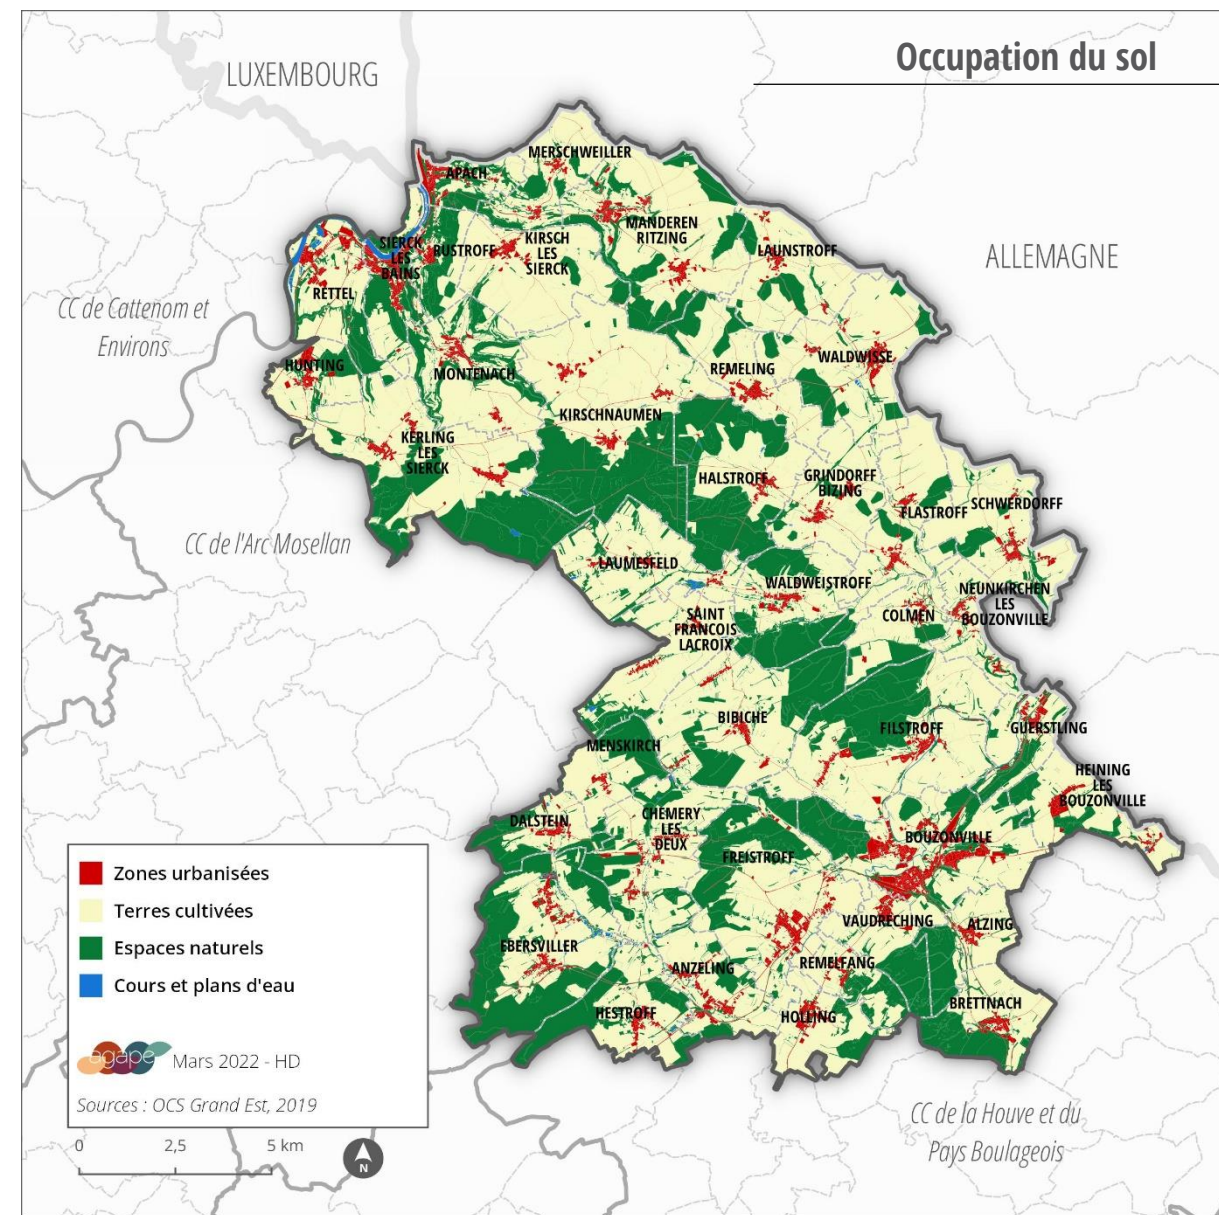 Occupation du sol
LUXEMBOURG
ALLEMAGNE
CC de Cattenom et
Environs
CC de l'Arc Mosellan
CC de la Houve et du
Pays Boulageois
MERSCHWEILLER
APACH
MANDEREN
RITZING
SIERCK
LES
BAINS
RUSTROFF
KIRSCH
LES
SIERCK
LAUNSTROFF
RETTEL
HUNTING
MONTENACH
REMELING
WALDWISSE
KIRSCHNAUMEN
KERLING
LES
SIERCK
HALSTROFF
GRINDORFF
BIZING
FLASTROFF
SCHWERDORFF
LAUMESFELD
WALDWEISTROFF
NEUNKIRCHEN
LES
BOUZONVILLE
COLMEN
SAINT
FRANCOIS
LACROIX
BIBICHE
FILSTROFF
GUERSTLING
MENSKIRCH
HEINING
LES
BOUZONVILLE
DALSTEIN
CHEMERY
LES
DEUX
BOUZONVILLE
FREISTROFF
VAUDRECHING
ALZING
EBERSVILLER
ANZELING
REMELFANG
HESTROFF
HOLLING
BRETTNACH
Zones urbanisées
Terres cultivées
Espaces naturels
Cours et plans d'eau
agape
Mars 2022 - HD
Sources : OCS Grand Est, 2019
0 2,5 5 km
N